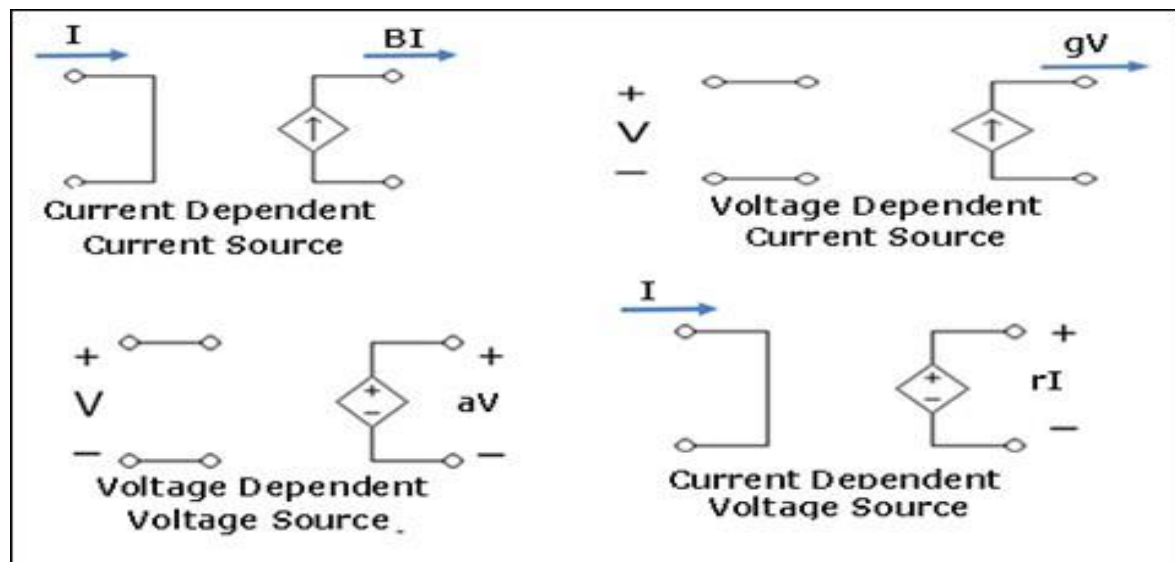 I
BI
Current Dependent
Current Source
gV
+
V
−
Voltage Dependent
Current Source
+
V
−
+
−
+
aV
−
Voltage Dependent
Voltage Source .
I
+
−
+
rI
−
Current Dependent
Voltage Source